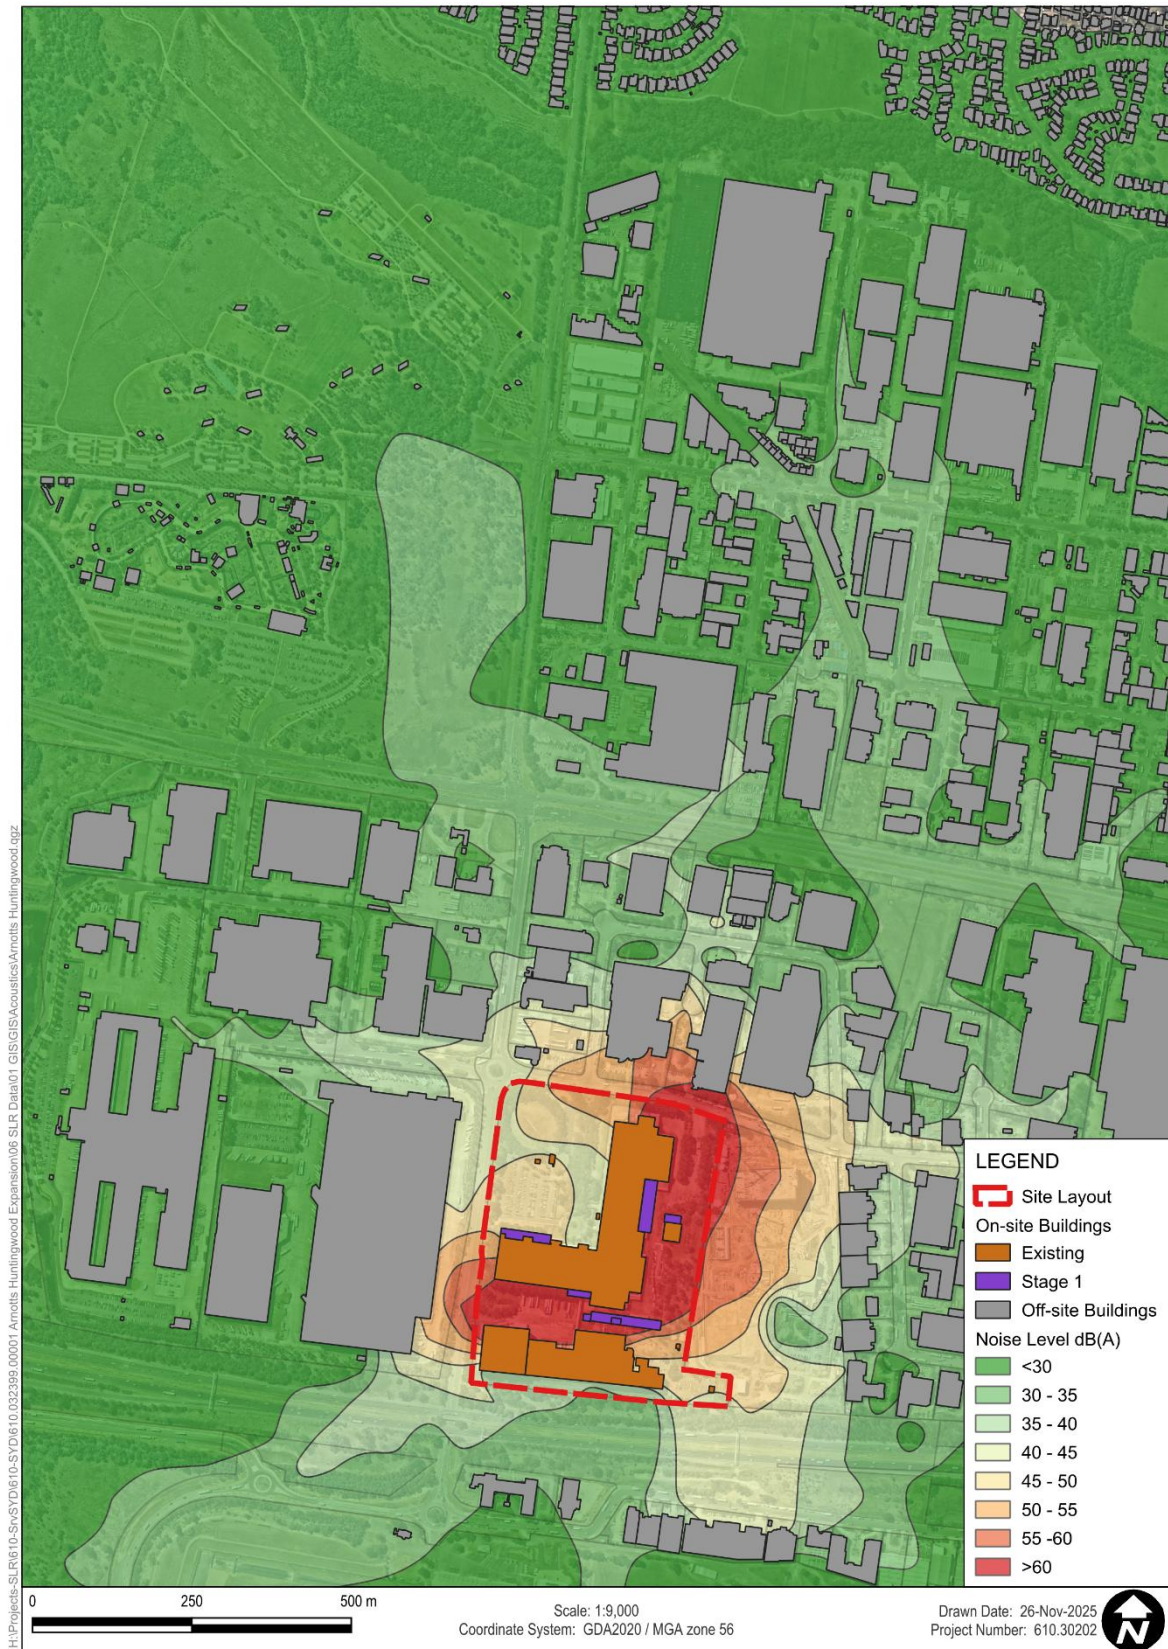 H:\Projects-SLR\610-SrvSYD\610-SYD\610.032399.00001 Arnotts Huntingwood Expansion\06 SLR Data\01 GIS\GIS\Acoustics\Arnotts Huntingwood.qgz
LEGEND
Site Layout
On-site Buildings
Existing
Stage 1
Off-site Buildings
Noise Level dB(A)
<30
30 - 35
35 - 40
40 - 45
45 - 50
50 - 55
55 -60
>60
0 250 500 m
Scale: 1:9,000
Coordinate System: GDA2020 / MGA zone 56
Drawn Date: 26-Nov-2025
Project Number: 610.30202
N